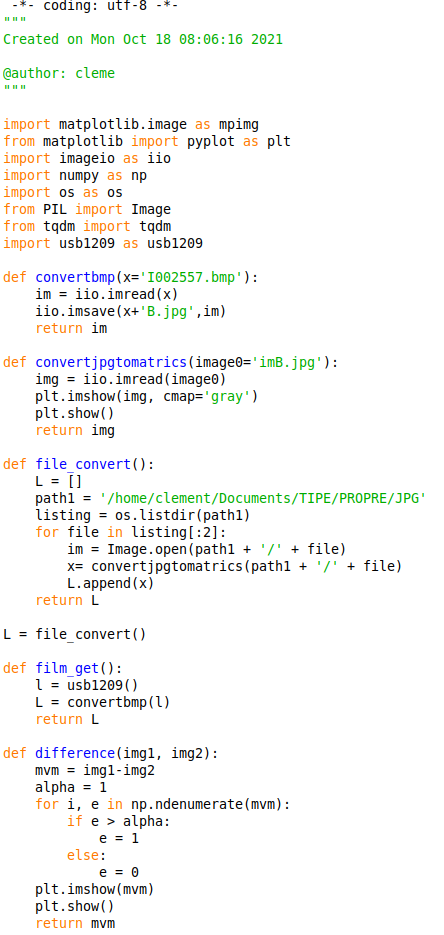 -*- coding: utf-8 -*-
"""
Created on Mon Oct 18 08:06:16 2021

@author: cleme
"""

import matplotlib.image as mpimg
from matplotlib import pyplot as plt
import imageio as iio
import numpy as np
import os as os
from PIL import Image
from tqdm import tqdm
import usb1209 as usb1209

def convertbmp(x='I002557.bmp'):
    im = iio.imread(x)
    iio.imsave(x+'B.jpg',im)
    return im

def convertjpgtomatrics(image0='imB.jpg'):
    img = iio.imread(image0)
    plt.imshow(img, cmap='gray')
    plt.show()
    return img

def file_convert():
    L = []
    path1 = '/home/clement/Documents/TIPE/PROPRE/JPG'
    listing = os.listdir(path1)
    for file in listing[:2]:
        im = Image.open(path1 + '/' + file)
        x= convertjpgtomatrics(path1 + '/' + file)
        L.append(x)
    return L

L = file_convert()

def film_get():
    l = usb1209()
    L = convertbmp(l)
    return L

def difference(img1, img2):
    mvm = img1-img2
    alpha = 1
    for i, e in np.ndenumerate(mvm):
        if e > alpha:
            e = 1
        else:
            e = 0
    plt.imshow(mvm)
    plt.show()
    return mvm